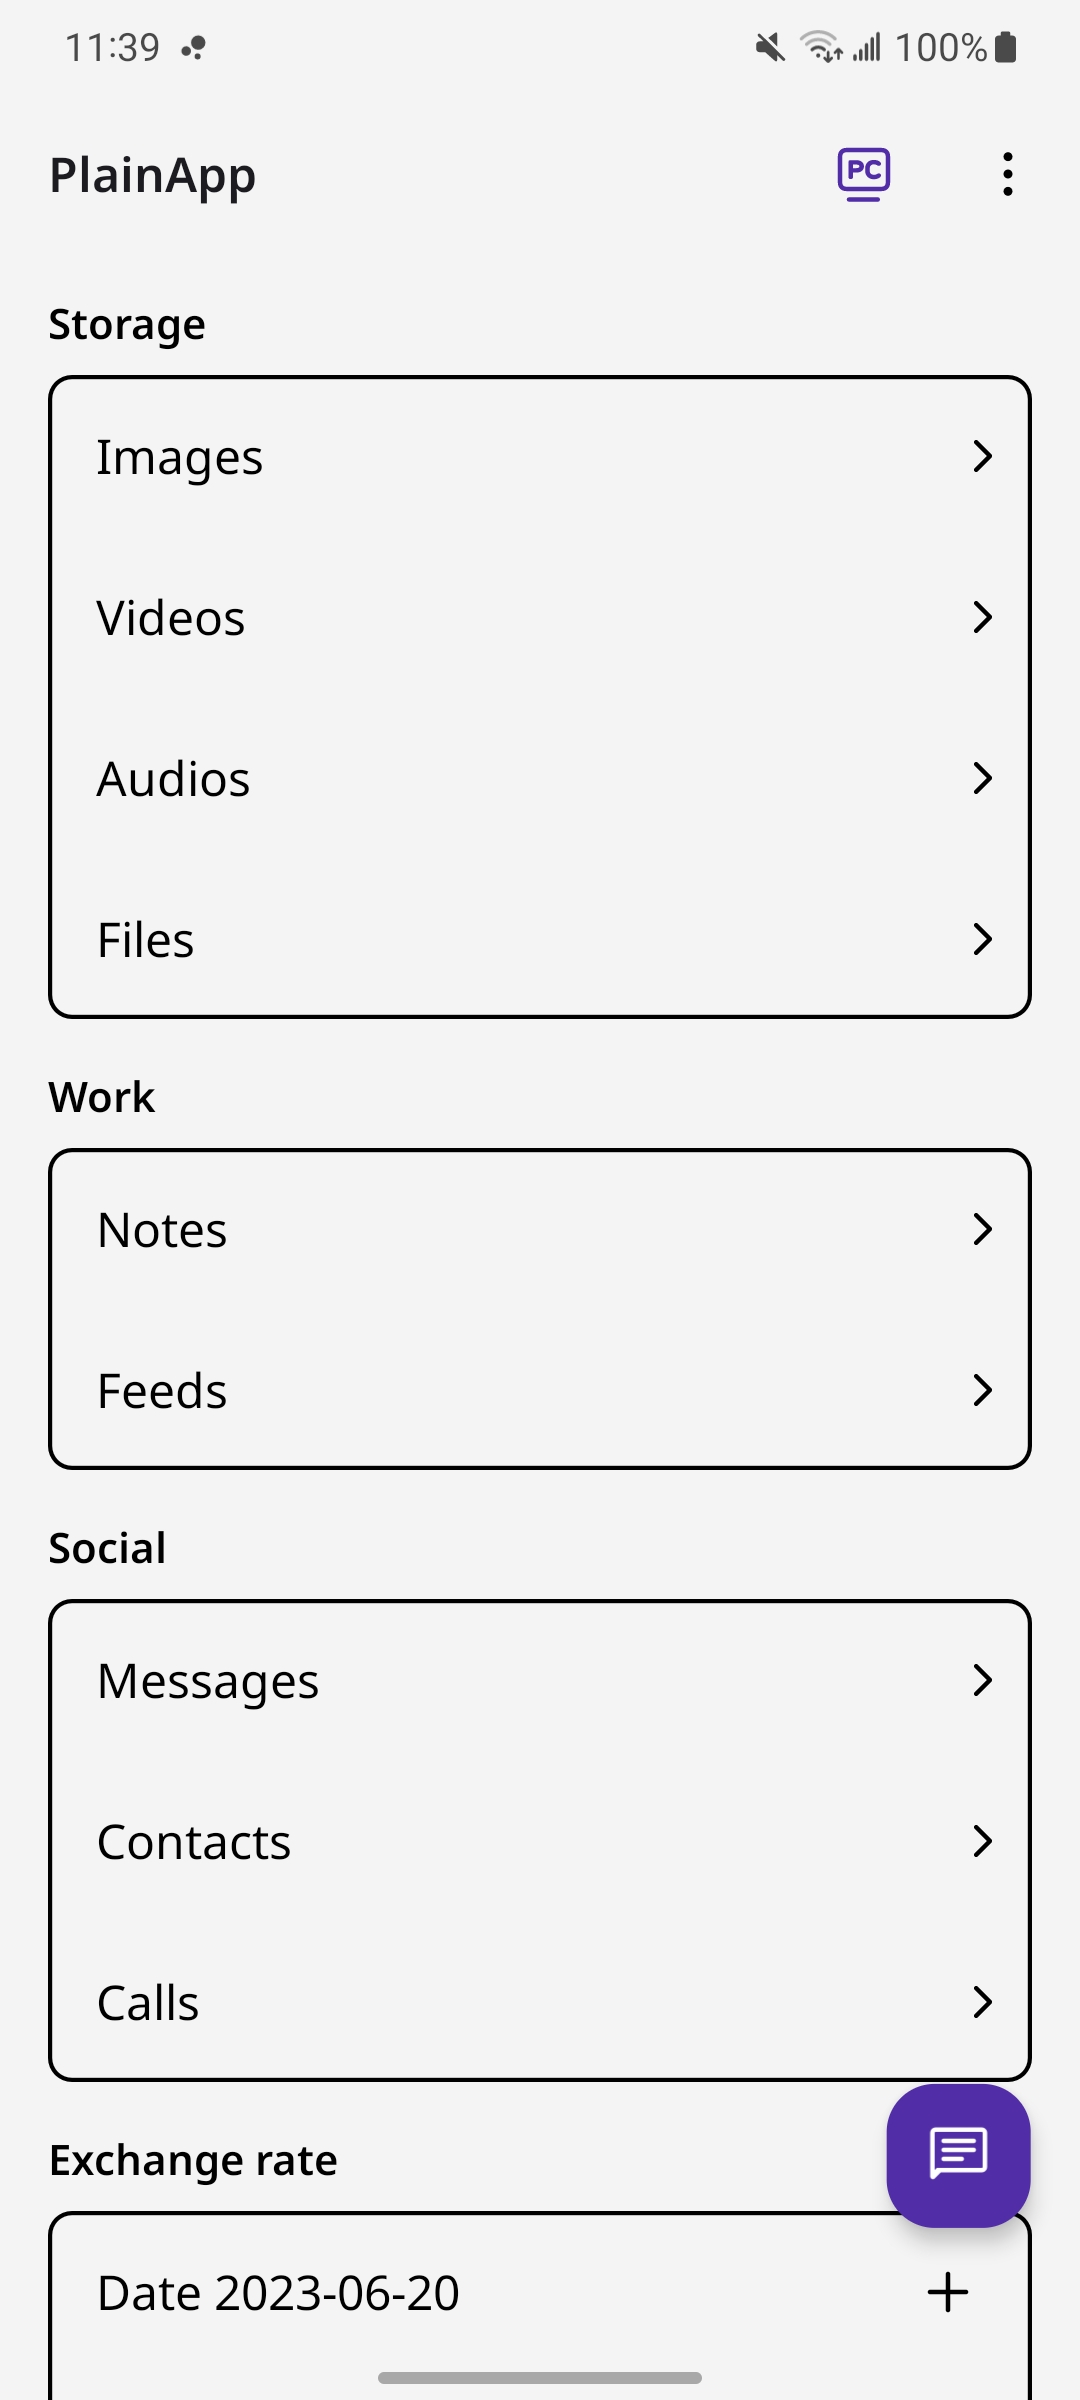 11:39
100%
PlainApp
PC
Storage
Images
Videos
Audios
Files
Work
Notes
Feeds
Social
Messages
Contacts
Calls
Exchange rate
Date 2023-06-20